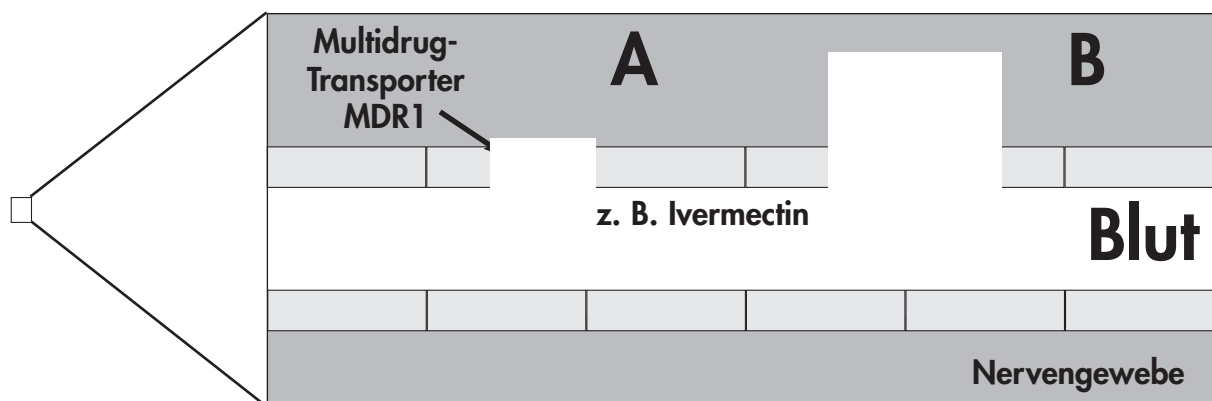 Multidrug-
Transporter
MDR1
A
B
z. B. Ivermectin
Blut
Nervengewebe